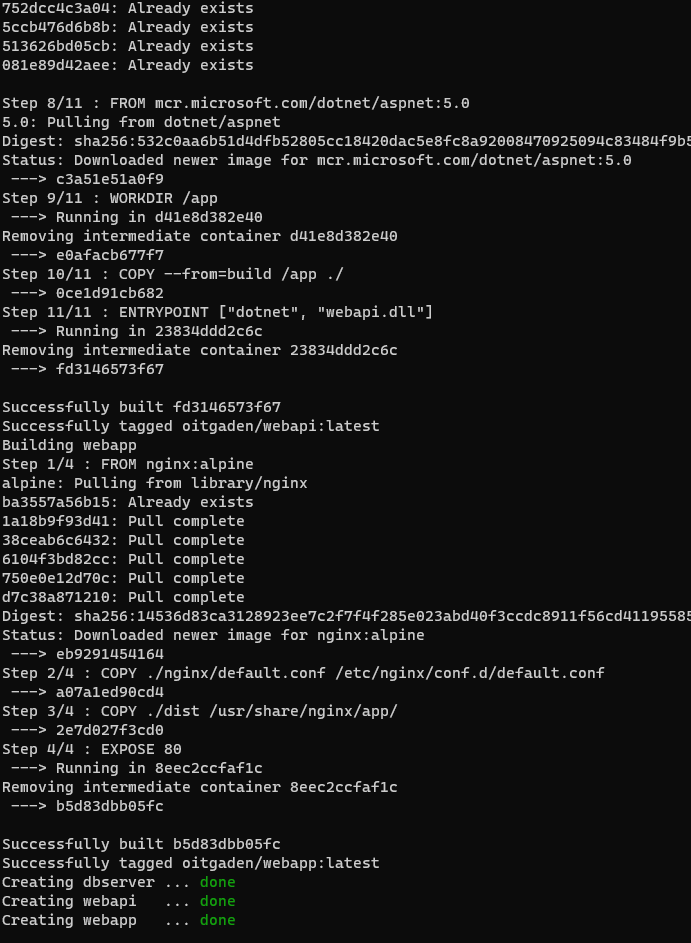 752dcc4c3a04: Already exists
5ccb476d6b8b: Already exists
513626bd05cb: Already exists
081e89d42aee: Already exists
Step 8/11 : FROM mcr.microsoft.com/dotnet/aspnet:5.0
5.0: Pulling from dotnet/aspnet
Digest: sha256:532c0aa6b51d4dfb52805cc18420dac5e8fc8a92008470925094c83484f9b5
Status: Downloaded newer image for mcr.microsoft.com/dotnet/aspnet:5.0
 ---> c3a51e51a0f9
Step 9/11 : WORKDIR /app
 ---> Running in d41e8d382e40
Removing intermediate container d41e8d382e40
 ---> e0afacb677f7
Step 10/11 : COPY --from=build /app ./
 ---> 0ce1d91cb682
Step 11/11 : ENTRYPOINT ["dotnet", "webapi.dll"]
 ---> Running in 23834ddd2c6c
Removing intermediate container 23834ddd2c6c
 ---> fd3146573f67
Successfully built fd3146573f67
Successfully tagged oitgaden/webapi:latest
Building webapp
Step 1/4 : FROM nginx:alpine
alpine: Pulling from library/nginx
ba3557a56b15: Already exists
1a18b9f93d41: Pull complete
38ceab6c6432: Pull complete
6104f3bd82cc: Pull complete
750e0e12d70c: Pull complete
d7c38a871210: Pull complete
Digest: sha256:14536d83ca3128923ee7c2f7f4f285e023abd40f3ccdc8911f56cd41195585
Status: Downloaded newer image for nginx:alpine
 ---> eb9291454164
Step 2/4 : COPY ./nginx/default.conf /etc/nginx/conf.d/default.conf
 ---> a07a1ed90cd4
Step 3/4 : COPY ./dist /usr/share/nginx/app/
 ---> 2e7d027f3cd0
Step 4/4 : EXPOSE 80
 ---> Running in 8eec2ccfaf1c
Removing intermediate container 8eec2ccfaf1c
 ---> b5d83dbb05fc
Successfully built b5d83dbb05fc
Successfully tagged oitgaden/webapp:latest
Creating dbserver ... done
Creating webapi   ... done
Creating webapp   ... done